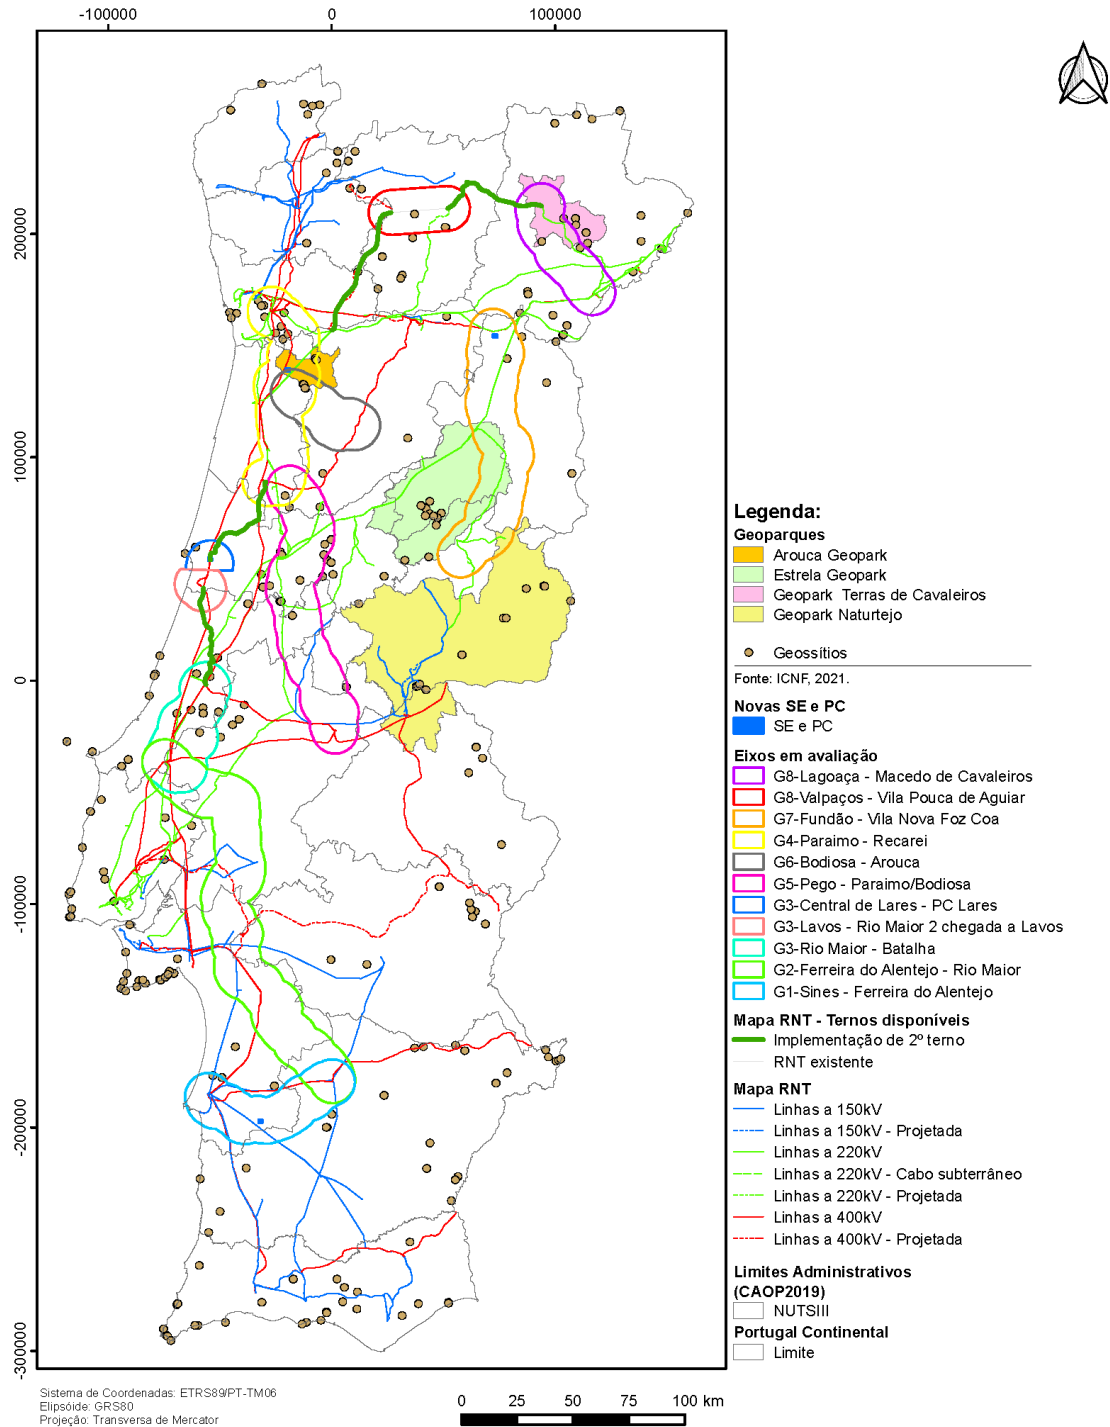 -100000
0
100000
200000
100000
0
-100000
-200000
-300000
Legenda:
Geoparques
Arouca Geopark
Estrela Geopark
Geopark Terras de Cavaleiros
Geopark Naturtejo
Geossítios
Fonte: ICNF, 2021.
Novas SE e PC
SE e PC
Eixos em avaliação
G8-Lagoaça - Macedo de Cavaleiros
G8-Valpaços - Vila Pouca de Aguiar
G7-Fundão - Vila Nova Foz Coa
G4-Paraimo - Recarei
G6-Bodiosa - Arouca
G5-Pego - Paraimo/Bodiosa
G3-Central de Lares - PC Lares
G3-Lavos - Rio Maior 2 chegada a Lavos
G3-Rio Maior - Batalha
G2-Ferreira do Alentejo - Rio Maior
G1-Sines - Ferreira do Alentejo
Mapa RNT - Ternos disponíveis
Implementação de 2º terno
RNT existente
Mapa RNT
Linhas a 150kV
Linhas a 150kV - Projetada
Linhas a 220kV
Linhas a 220kV - Cabo subterrâneo
Linhas a 220kV - Projetada
Linhas a 400kV
Linhas a 400kV - Projetada
Limites Administrativos
(CAOP2019)
NUTSIII
Portugal Continental
Limite
Sistema de Coordenadas: ETRS89/PT-TM06
Elipsóide: GRS80
Projeção: Transversa de Mercator
0 25 50 75 100 km